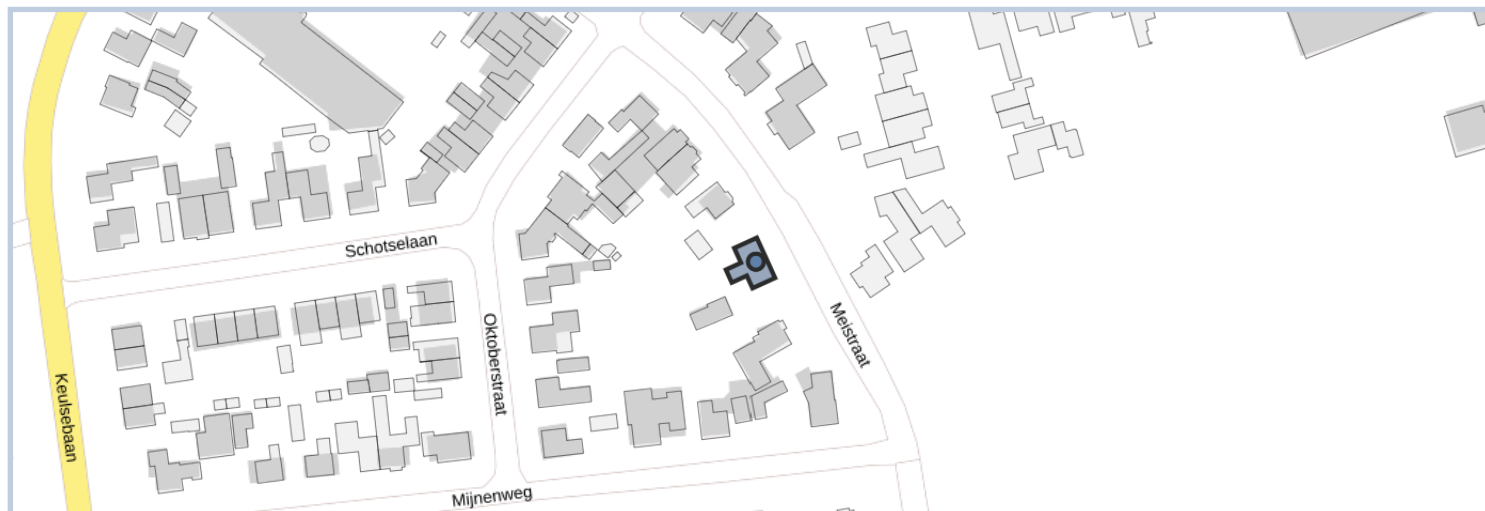 Schotselaan
Oktoberstraat
Meistraat
Keulsebaan
Mijnenweg